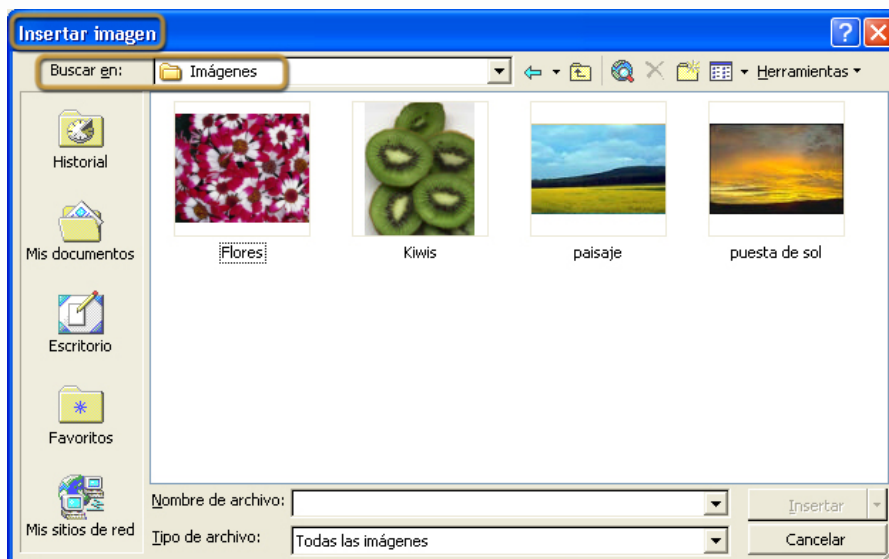 Insertar imagen
Buscar en:
Imágenes
Herramientas
Historial
Mis documentos
Escritorio
Favoritos
Mis sitios de red
Flores
Kiwis
paisaje
puesta de sol
Nombre de archivo:
Insertar
Tipo de archivo:
Todas las imágenes
Cancelar